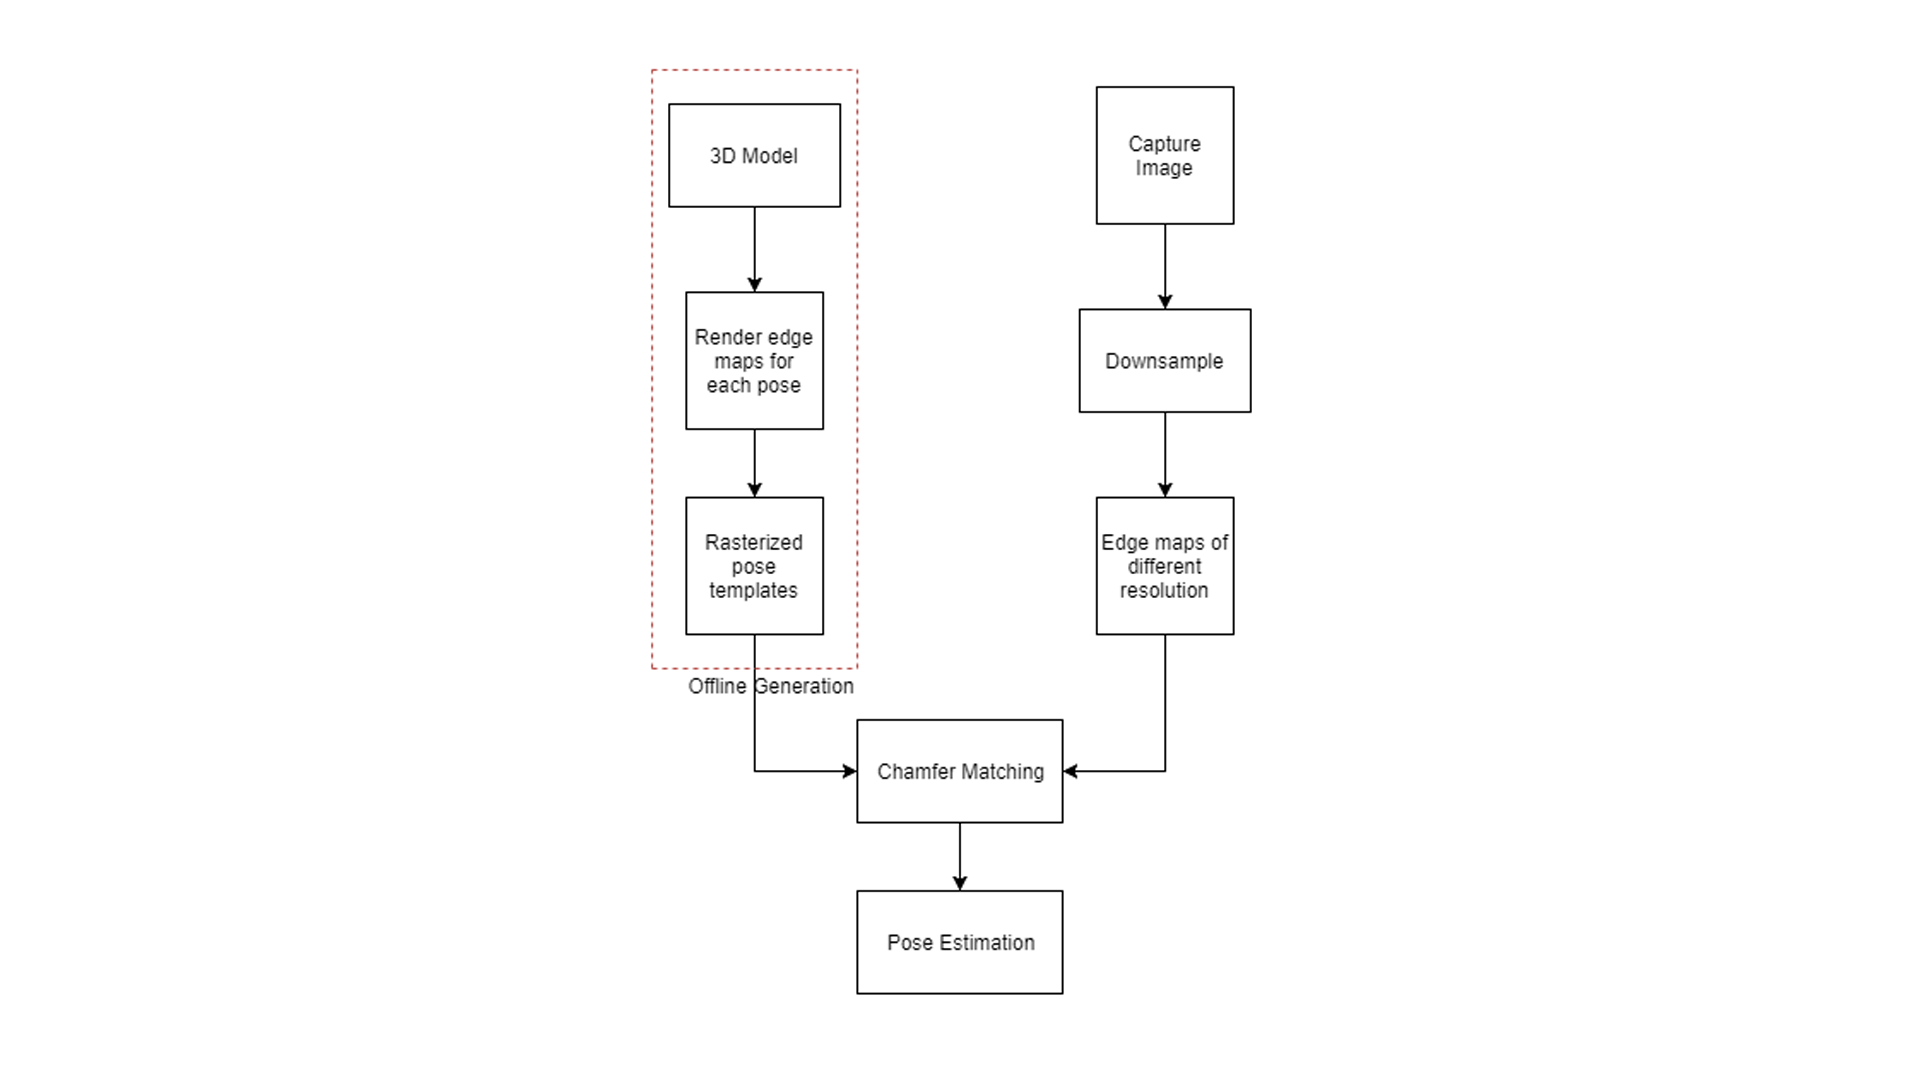 3D Model
Render edge
maps for
each pose
Rasterized
pose
templates
Offline Generation
Capture
Image
Downsample
Edge maps of
different
resolution
Chamfer Matching
Pose Estimation